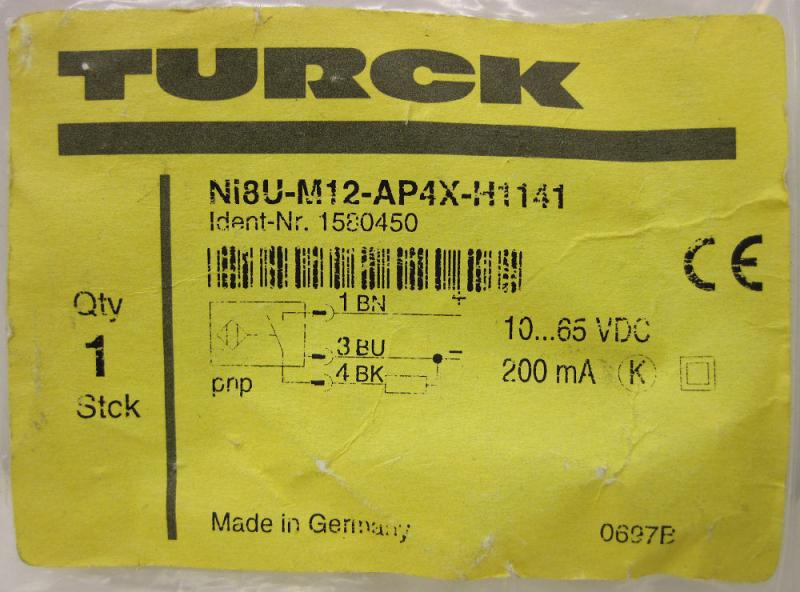 TURCK
Ni8U-M12-AP4X-H1141
Ident-Nr. 1580450
CE
Qty
1
Stck
1 BN +
3 BU –
4 BK
pnp
10...65 VDC
200 mA K
Made in Germany
0697B